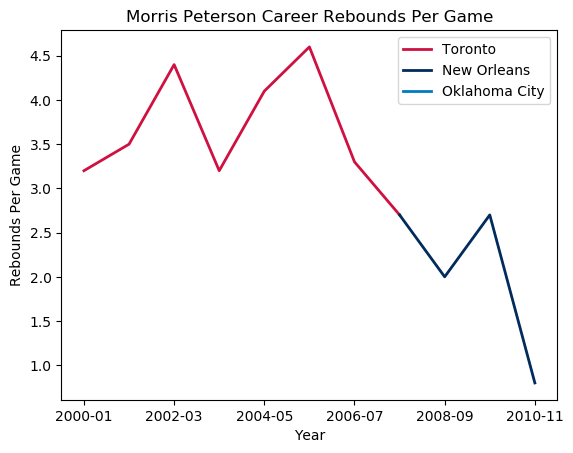 Morris Peterson Career Rebounds Per Game
Toronto
New Orleans
Oklahoma City
Rebounds Per Game
4.5
4.0
3.5
3.0
2.5
2.0
1.5
1.0
2000-01 2002-03 2004-05 2006-07 2008-09 2010-11
Year